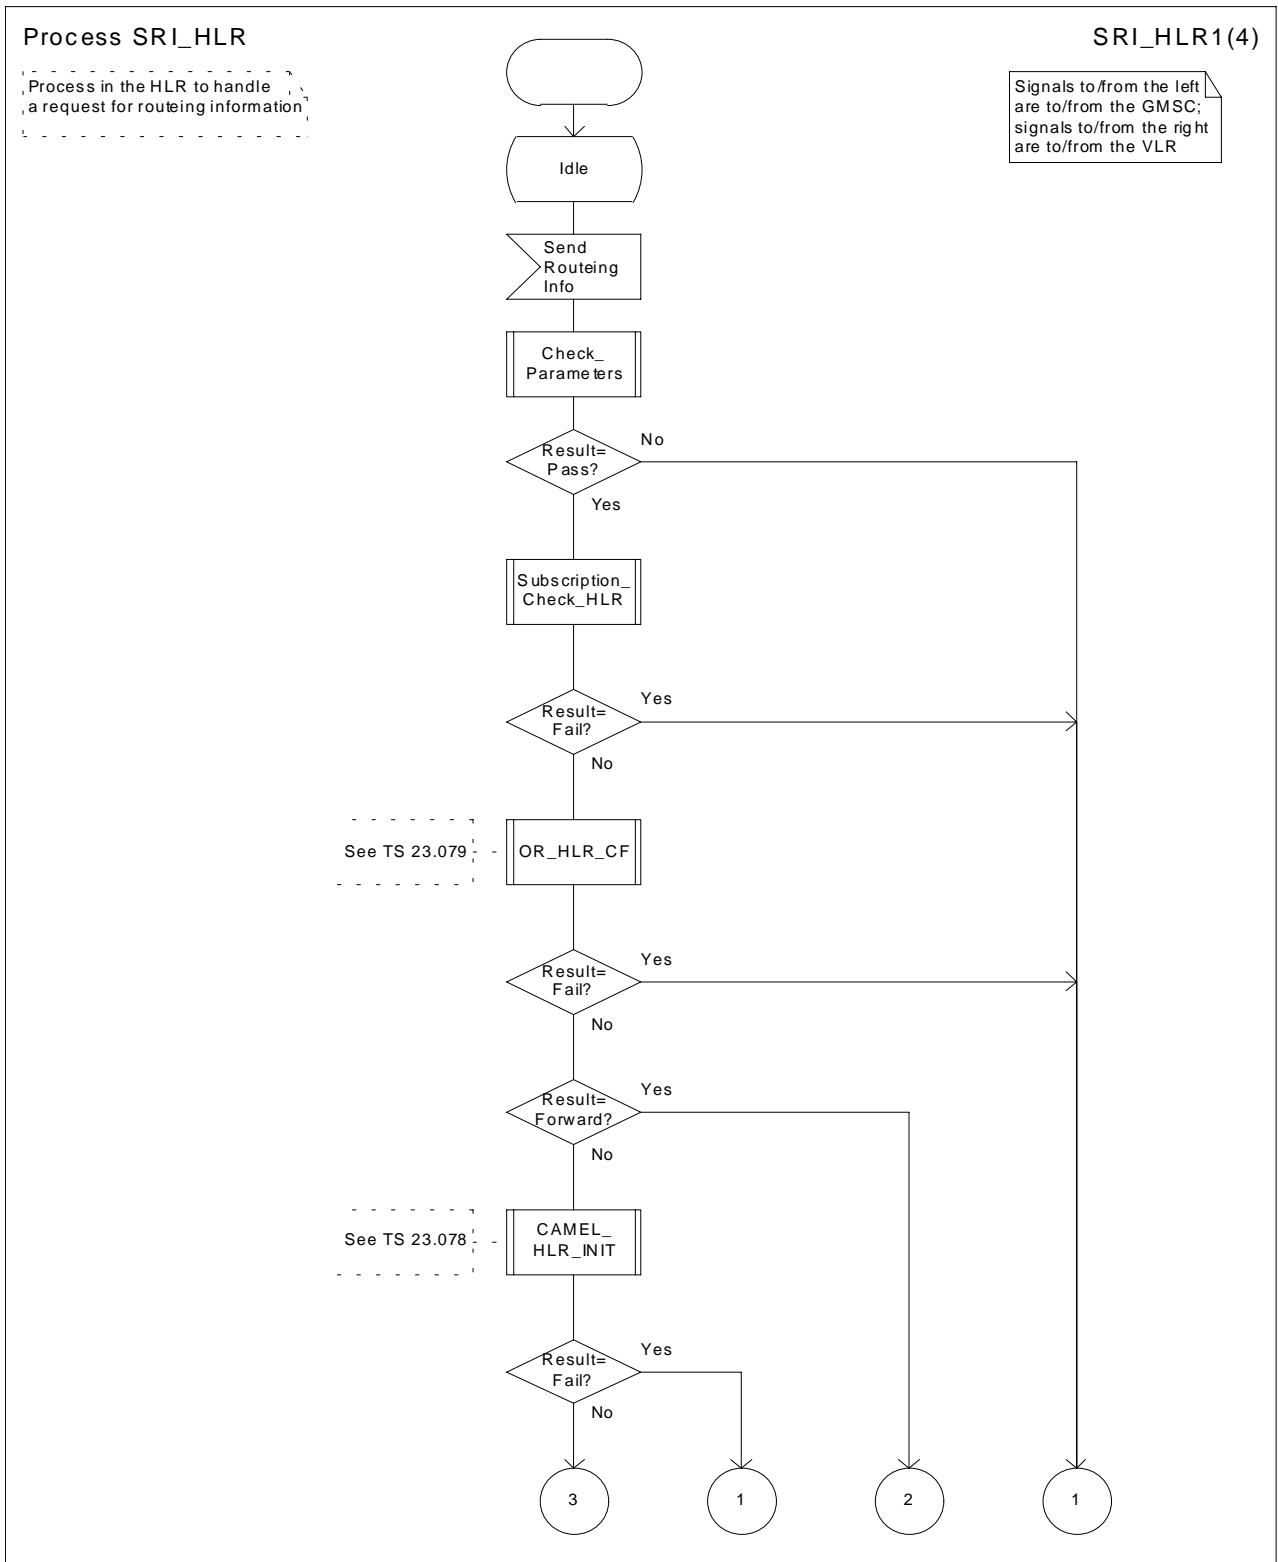 Process SRI_HLR
SRI_HLR1(4)
Process in the HLR to handle
a request for routeing information
Signals to/from the left
are to/from the GMSC;
signals to/from the right
are to/from the VLR
Idle
Send
Routeing
Info
Check_
Parameters
Result=
Pass?
No
Yes
Subscription_
Check_HLR
Result=
Fail?
Yes
No
See TS 23.079
OR_HLR_CF
Result=
Fail?
Yes
No
Result=
Forward?
Yes
No
See TS 23.078
CAMEL_
HLR_INIT
Result=
Fail?
Yes
No
3
1
2
1